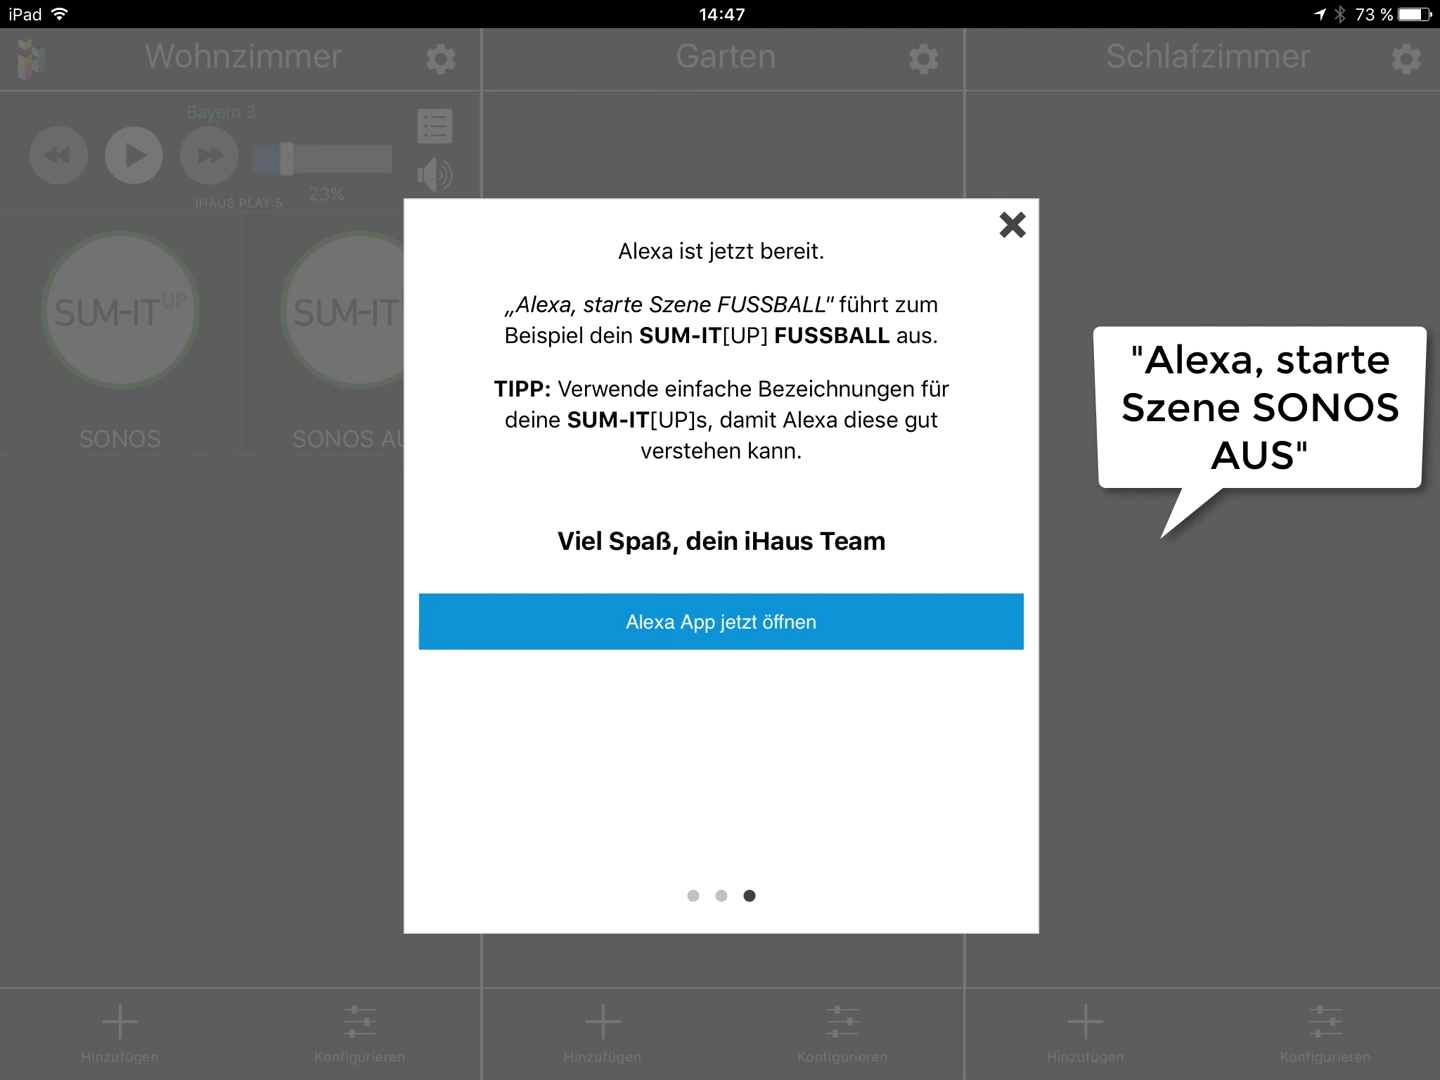 iPad
14:47
73 %
Wohnzimmer
Garten
Schlafzimmer
Bayern 3
23%
IHAUS PLAY:5
SUM-IT UP
SUM-IT
SONOS
SONOS AU
Alexa ist jetzt bereit.
„Alexa, starte Szene FUSSBALL" führt zum
Beispiel dein SUM-IT[UP] FUSSBALL aus.
TIPP: Verwende einfache Bezeichnungen für
deine SUM-IT[UP]s, damit Alexa diese gut
verstehen kann.
Viel Spaß, dein iHaus Team
Alexa App jetzt öffnen
"Alexa, starte
Szene SONOS
AUS"
Hinzufügen
Konfigurieren
Hinzufügen
Konfigurieren
Hinzufügen
Konfigurieren